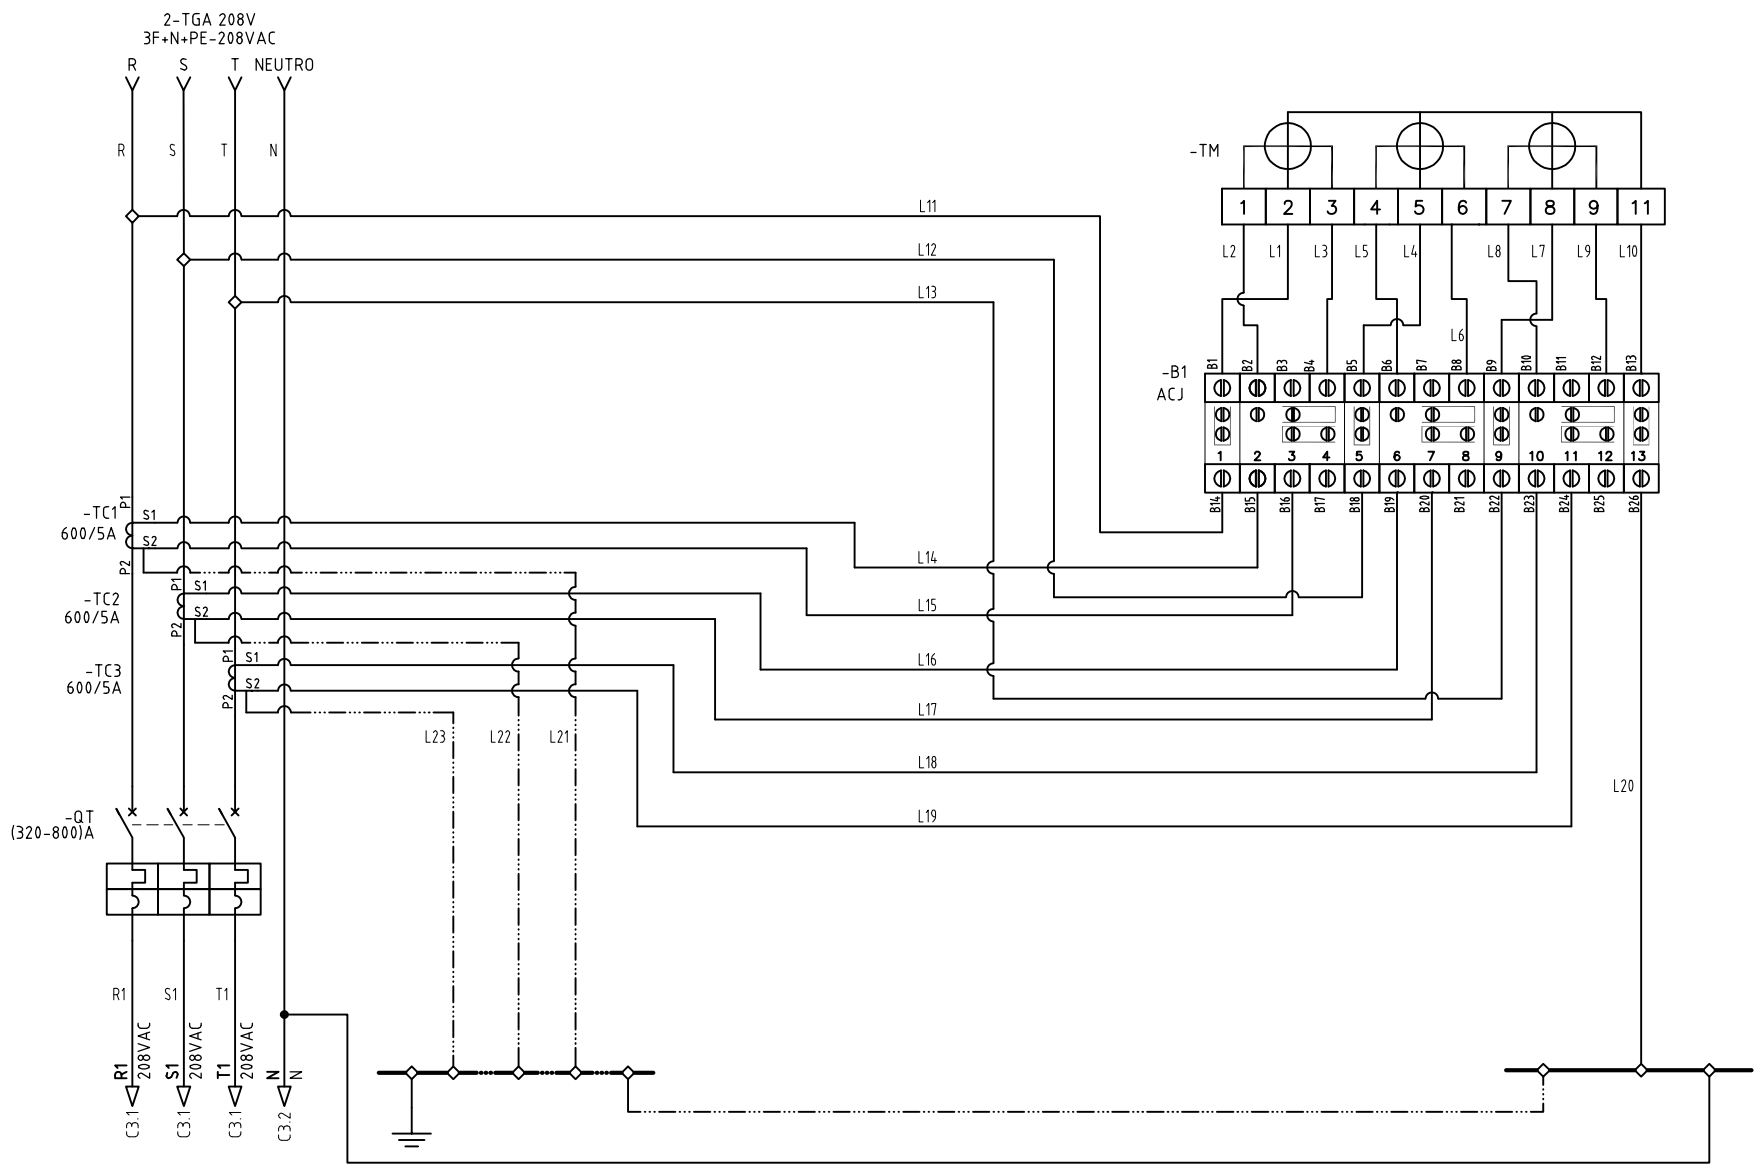 2-TGA 208V
3F+N+PE-208VAC
R S T NEUTRO
R S T N
-TM
1 2 3 4 5 6 7 8 9 11
L11
L2 L1 L3 L5 L4 L8 L7 L9 L10
L12
L13
L6
-B1
ACJ
B1 B2 B3 B4 B5 B6 B7 B8 B9 B10 B11 B12 B13
1 2 3 4 5 6 7 8 9 10 11 12 13
B14 B15 B16 B17 B18 B19 B20 B21 B22 B23 B24 B25 B26
P1
-TC1
600/5A
S1
S2
P2
L14
P1
-TC2
600/5A
S1
S2
P2
L15
P1
-TC3
600/5A
S1
S2
P2
L16
L17
L23 L22 L21
L18
L20
-QT
(320-800)A
L19
R1 S1 T1
R1 208VAC
S1 208VAC
T1 208VAC
N N
C3.1 C3.1 C3.1 C3.2